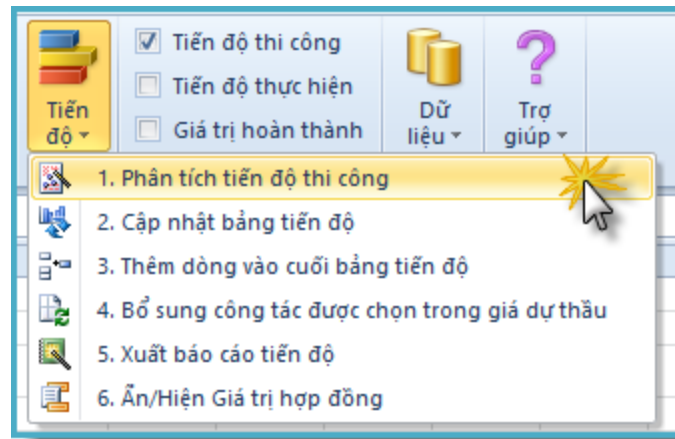 Tiến độ thi công
Tiến độ thực hiện
Giá trị hoàn thành
Tiến
độ
Dữ
liệu
Trợ
giúp
1. Phân tích tiến độ thi công
2. Cập nhật bảng tiến độ
3. Thêm dòng vào cuối bảng tiến độ
4. Bổ sung công tác được chọn trong giá dự thầu
5. Xuất báo cáo tiến độ
6. Ẩn/Hiện Giá trị hợp đồng